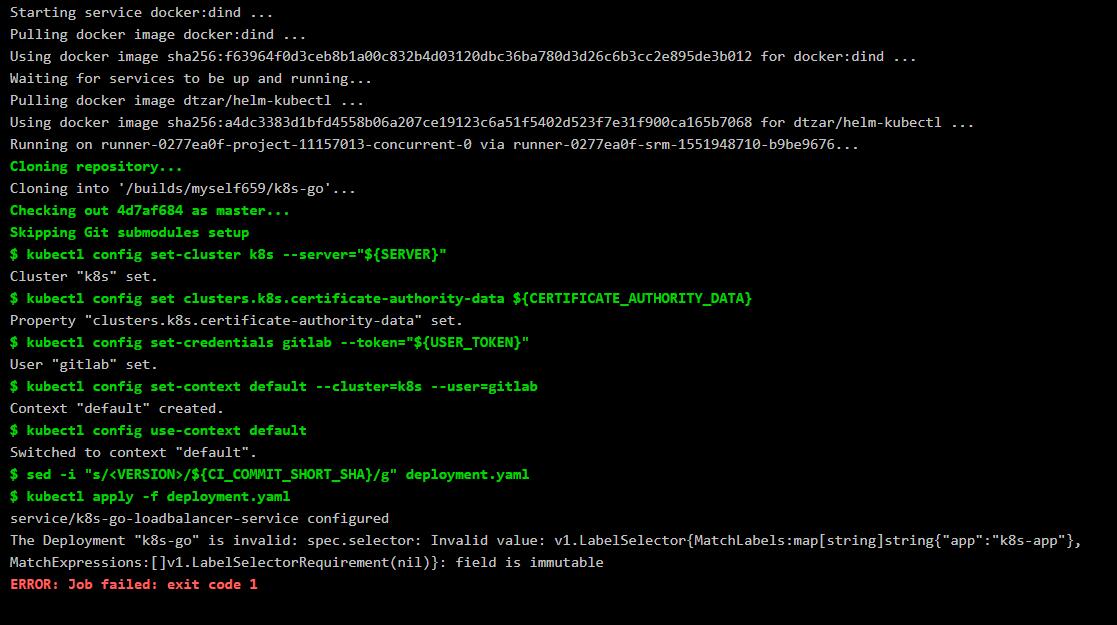 Starting service docker:dind ...
Pulling docker image docker:dind ...
Using docker image sha256:f63964f0d3ceb8b1a00c832b4d03120dbc36ba780d3d26c6b3cc2e895de3b012 for docker:dind ...
Waiting for services to be up and running...
Pulling docker image dtzar/helm-kubectl ...
Using docker image sha256:a4dc3383d1bfd4558b06a207ce19123c6a51f5402d523f7e31f900ca165b7068 for dtzar/helm-kubectl ...
Running on runner-0277ea0f-project-11157013-concurrent-0 via runner-0277ea0f-srm-1551948710-b9be9676...
Cloning repository...
Cloning into '/builds/myself659/k8s-go'...
Checking out 4d7af684 as master...
Skipping Git submodules setup
$ kubectl config set-cluster k8s --server="${SERVER}"
Cluster "k8s" set.
$ kubectl config set clusters.k8s.certificate-authority-data ${CERTIFICATE_AUTHORITY_DATA}
Property "clusters.k8s.certificate-authority-data" set.
$ kubectl config set-credentials gitlab --token="${USER_TOKEN}"
User "gitlab" set.
$ kubectl config set-context default --cluster=k8s --user=gitlab
Context "default" created.
$ kubectl config use-context default
Switched to context "default".
$ sed -i "s/<VERSION>/${CI_COMMIT_SHORT_SHA}/g" deployment.yaml
$ kubectl apply -f deployment.yaml
service/k8s-go-loadbalancer-service configured
The Deployment "k8s-go" is invalid: spec.selector: Invalid value: v1.LabelSelector{MatchLabels:map[string]string{"app":"k8s-app"},
MatchExpressions:[]v1.LabelSelectorRequirement(nil)}: field is immutable
ERROR: Job failed: exit code 1